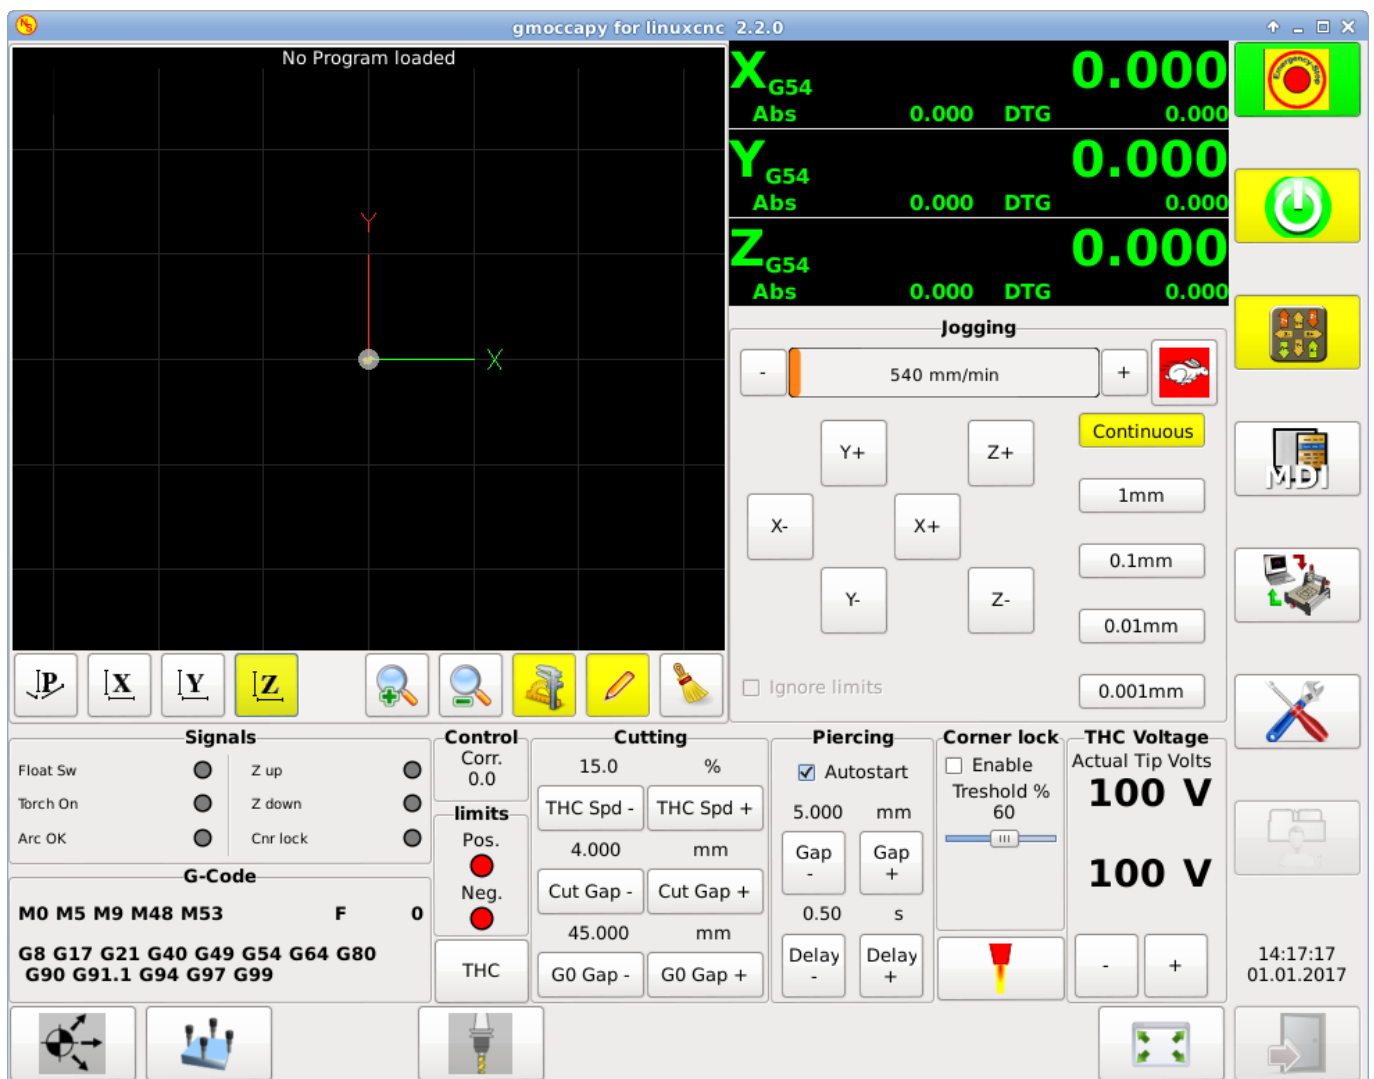 gmoccapy for linuxcnc 2.2.0
No Program loaded
Y
X
X G54 0.000
Abs 0.000 DTG 0.000
Y G54 0.000
Abs 0.000 DTG 0.000
Z G54 0.000
Abs 0.000 DTG 0.000
Emergency-Stop
Jogging
- 540 mm/min +
Continuous
Y+ Z+
1mm
X- X+
0.1mm
Y- Z-
0.01mm
Ignore limits
0.001mm
MDI
P X Y Z
Signals
Float Sw Z up
Torch On Z down
Arc OK Cnr lock
G-Code
M0 M5 M9 M48 M53 F 0
G8 G17 G21 G40 G49 G54 G64 G80
G90 G91.1 G94 G97 G99
Control
Corr.
0.0
limits
Pos.
Neg.
THC
Cutting
15.0 %
THC Spd - THC Spd +
4.000 mm
Cut Gap - Cut Gap +
45.000 mm
G0 Gap - G0 Gap +
Piercing
Autostart
5.000 mm
Gap - Gap +
0.50 s
Delay - Delay +
Corner lock
Enable
Treshold %
60
THC Voltage
Actual Tip Volts
100 V
100 V
- +
14:17:17
01.01.2017